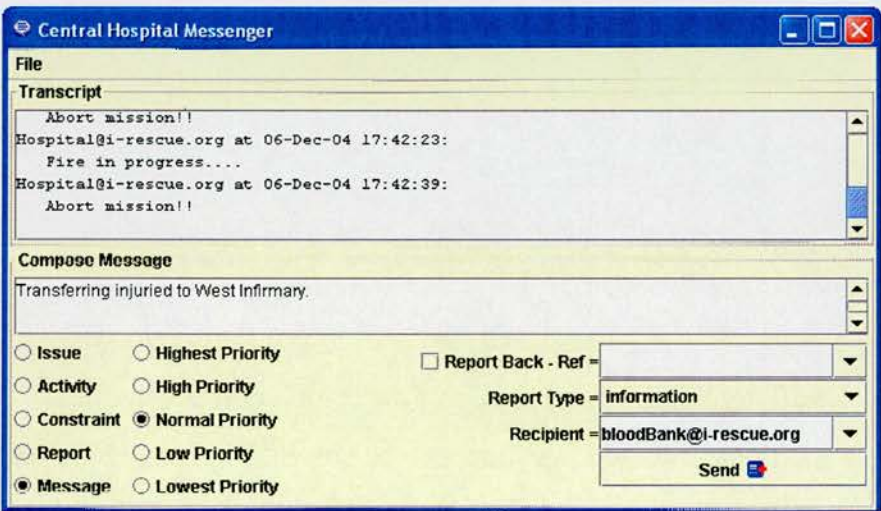 Central Hospital Messenger
File
Transcript
Abort mission!!
Hospital@i-rescue.org at 06-Dec-04 17:42:23:
Fire in progress....
Hospital@i-rescue.org at 06-Dec-04 17:42:39:
Abort mission!!
Compose Message
Transferring injuried to West Infirmary.
Issue
Highest Priority
Activity
High Priority
Constraint
Normal Priority
Report
Low Priority
Message
Lowest Priority
Report Back - Ref =
Report Type = information
Recipient = bloodBank@i-rescue.org
Send